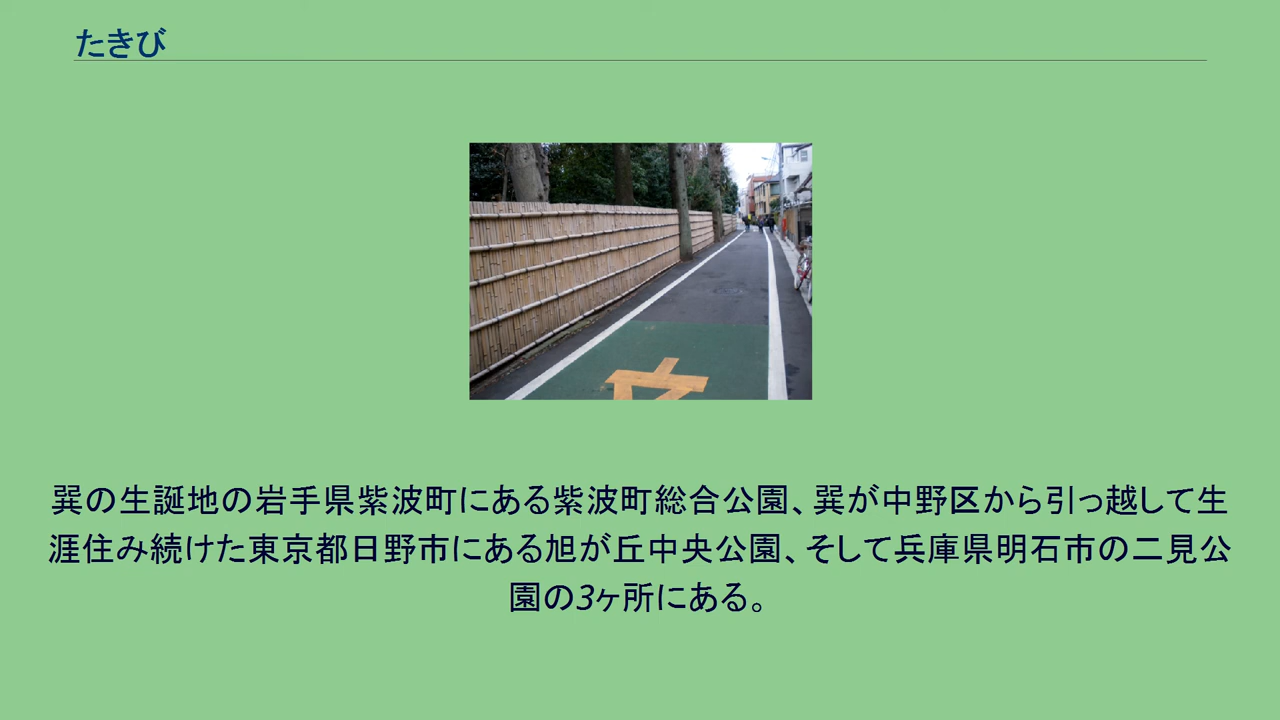 たきび
巽の生誕地の岩手県紫波町にある紫波町総合公園、巽が中野区から引っ越して生
涯住み続けた東京都日野市にある旭が丘中央公園、そして兵庫県明石市の二見公
園の3ヶ所にある。